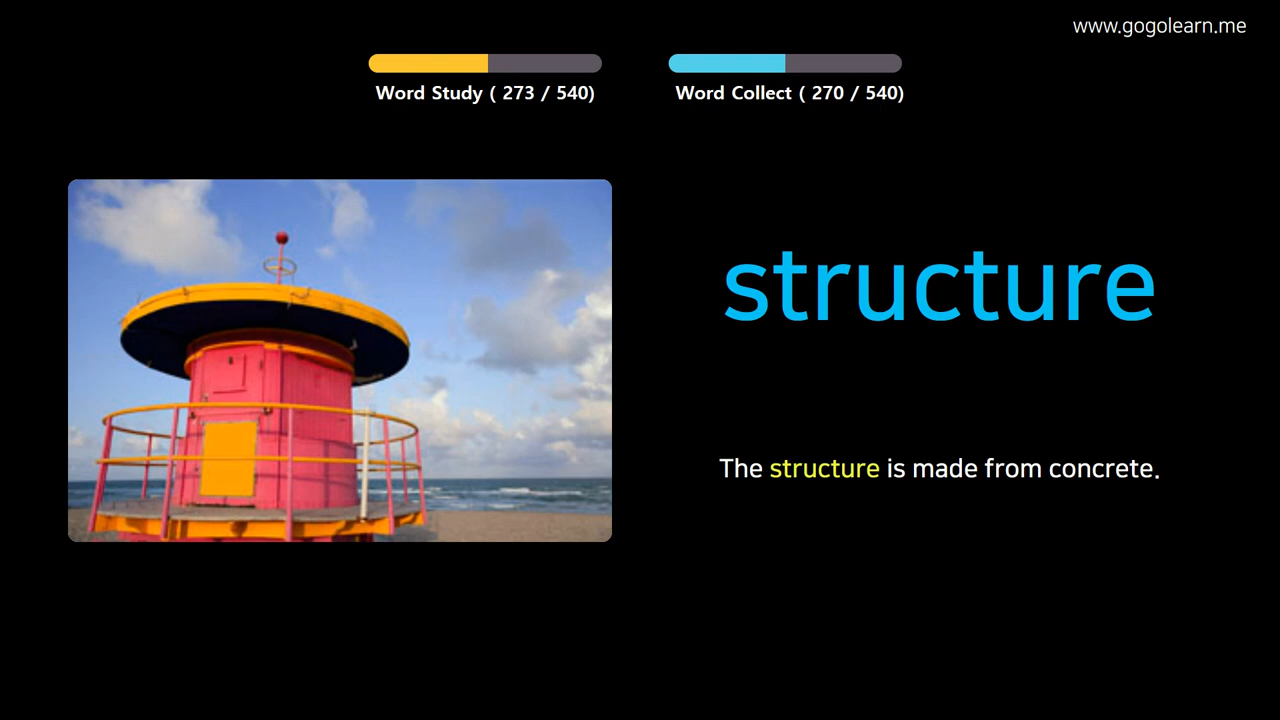 www.gogolearn.me
Word Study ( 273 / 540)
Word Collect ( 270 / 540)
structure
The structure is made from concrete.